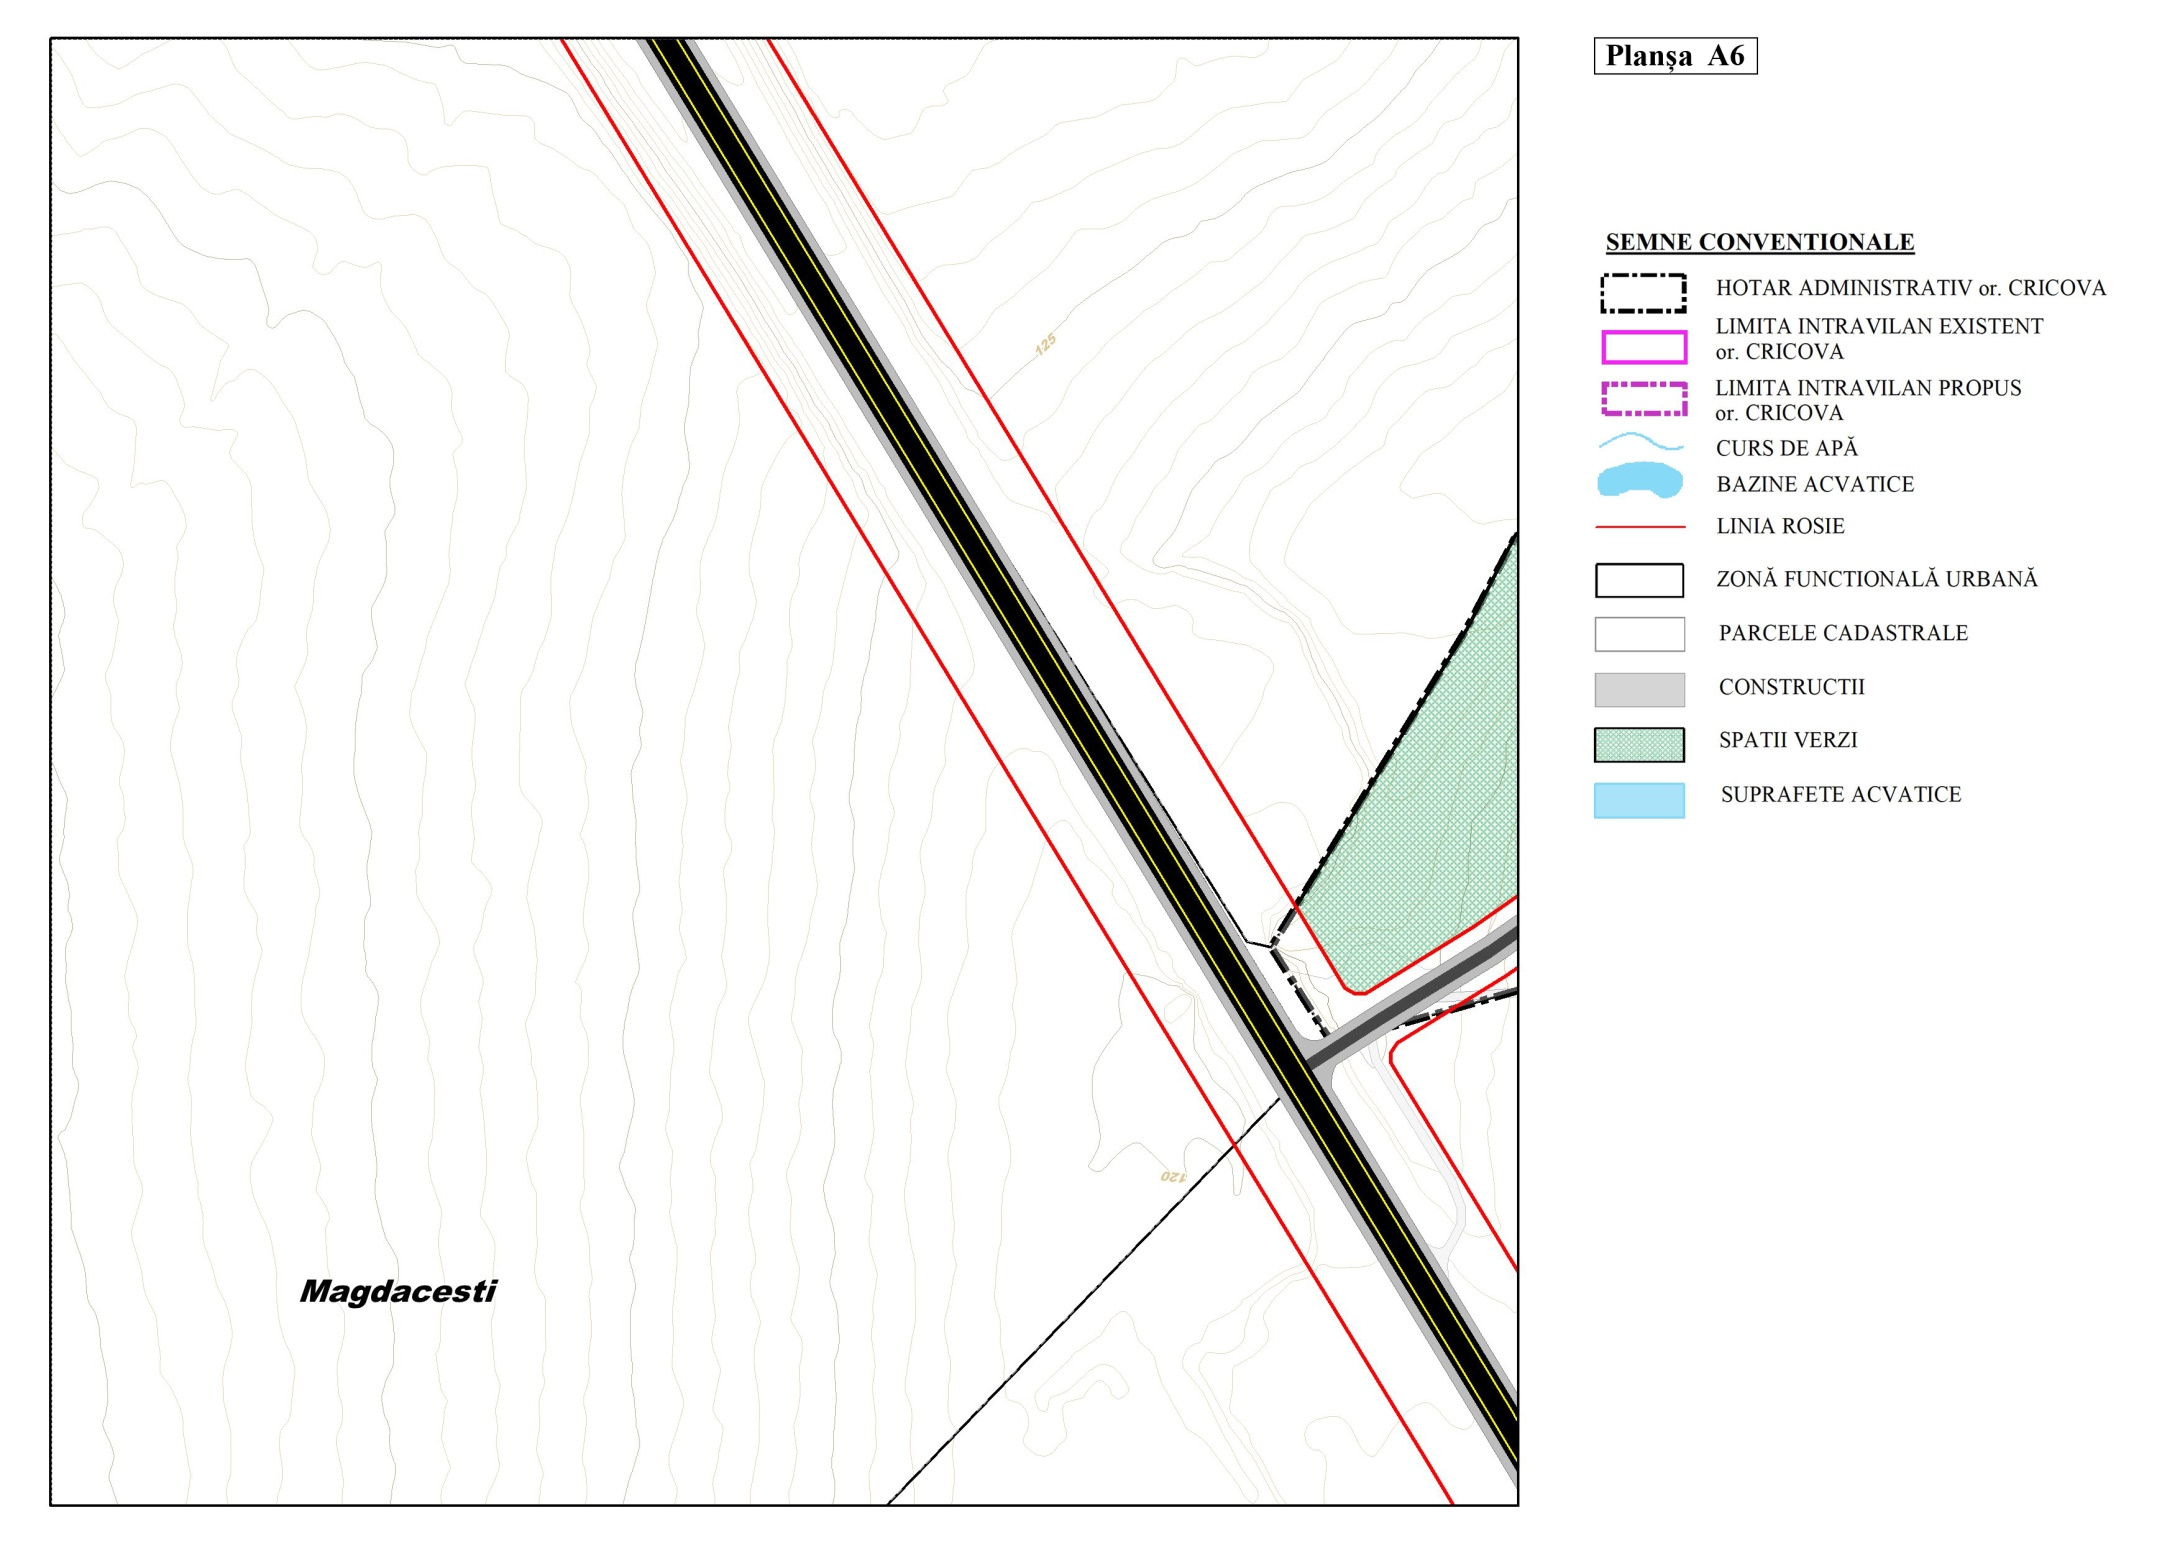 Planșa A6
SEMNE CONVENTIONALE
HOTAR ADMINISTRATIV or. CRICOVA
LIMITA INTRAVILAN EXISTENT
or. CRICOVA
LIMITA INTRAVILAN PROPUS
or. CRICOVA
CURS DE APĂ
BAZINE ACVATICE
LINIA ROSIE
ZONĂ FUNCTIONALĂ URBANĂ
PARCELE CADASTRALE
CONSTRUCTII
SPATII VERZI
SUPRAFETE ACVATICE
125
120
Magdacesti